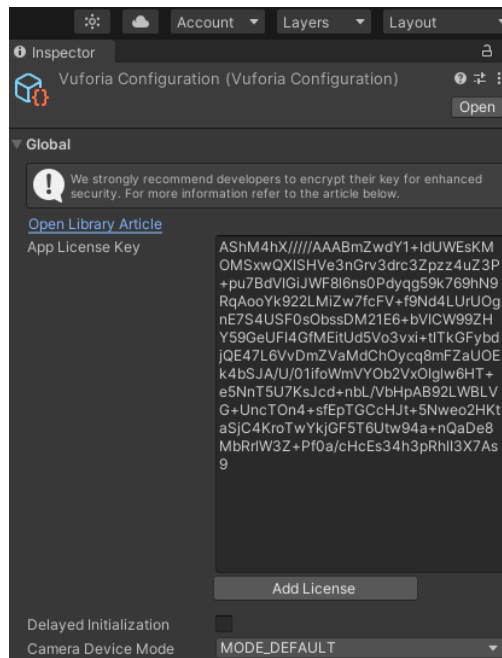 Account Layers Layout
Inspector
Vuforia Configuration (Vuforia Configuration)
Open
Global
We strongly recommend developers to encrypt their key for enhanced
security. For more information refer to the article below.
Open Library Article
App License Key
AShM4hX/////AAABmZwdY1+IdUWEsKM
OMSxwQXISHVe3nGrv3drc3Zpzz4uZ3P
+pu7BdVIGiJWF8I6ns0Pdyqg59k769hN9
RqAooYk922LMiZw7fcFV+f9Nd4LUrUOg
nE7S4USF0sObssDM21E6+bVICW99ZH
Y59GeUFI4GfMEitUd5Vo3vxi+tITkGFybd
jQE47L6VvDmZVaMdChOycq8mFZaUOE
k4bSJA/U/01ifoWmVYOb2VxOlglw6HT+
e5NnT5U7KsJcd+nbL/VbHpAB92LWBLV
G+UncTOn4+sfEpTGCcHJt+5Nweo2HKt
aSjC4KroTwYkjGF5T6Utw94a+nQaDe8
MbRrlW3Z+Pf0a/cHcEs34h3pRhlI3X7As
9
Add License
Delayed Initialization
Camera Device Mode MODE_DEFAULT